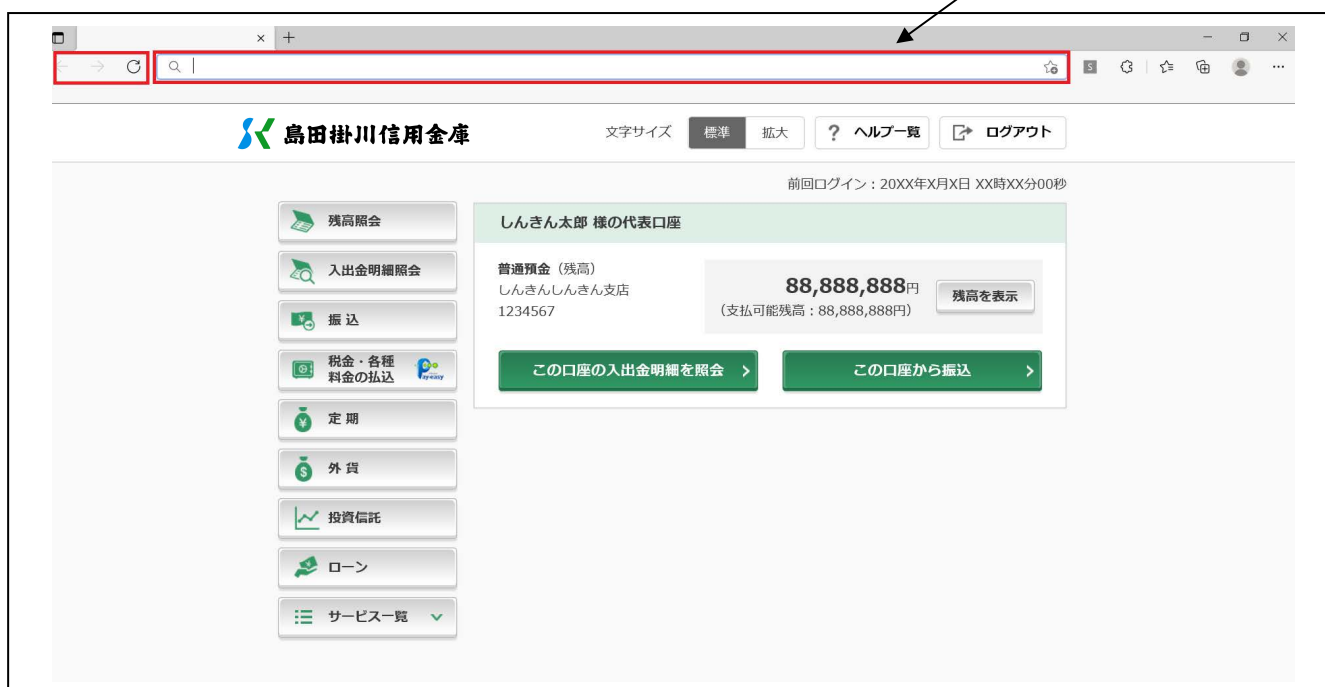 島田掛川信用金庫
文字サイズ 標準 拡大 ? ヘルプ一覧 ログアウト
前回ログイン：20XX年X月X日 XX時XX分00秒
残高照会
入出金明細照会
振込
税金・各種
料金の払込
Pay-easy
定期
外貨
投資信託
ローン
サービス一覧
しんきん太郎 様の代表口座
普通預金（残高）
しんきんしんきん支店
1234567
88,888,888円
（支払可能残高：88,888,888円）
残高を表示
この口座の入出金明細を照会
この口座から振込